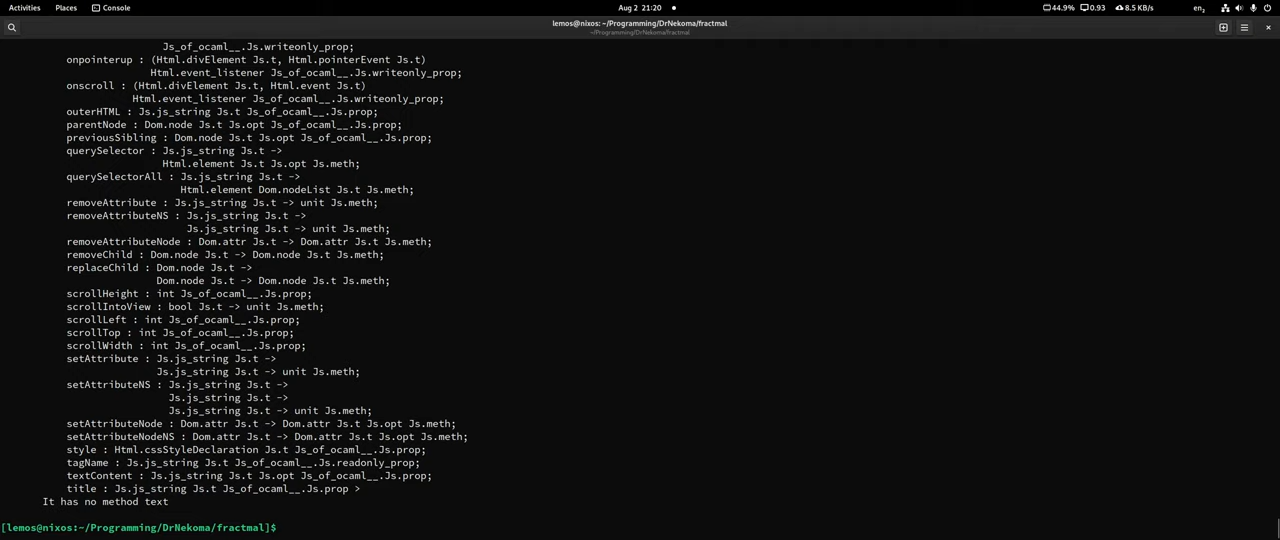 Activities Places Console Aug 2 21:20 44.9% 0.93 8.5 KB/s en₂
lemos@nixos: ~/Programming/DrNekoma/fractmal
~/Programming/DrNekoma/fractmal
Js_of_ocaml__.Js.writeonly_prop;
onpointerup : (Html.divElement Js.t, Html.pointerEvent Js.t)
Html.event_listener Js_of_ocaml__.Js.writeonly_prop;
onscroll : (Html.divElement Js.t, Html.event Js.t)
Html.event_listener Js_of_ocaml__.Js.writeonly_prop;
outerHTML : Js.js_string Js.t Js_of_ocaml__.Js.prop;
parentNode : Dom.node Js.t Js.opt Js_of_ocaml__.Js.prop;
previousSibling : Dom.node Js.t Js.opt Js_of_ocaml__.Js.prop;
querySelector : Js.js_string Js.t ->
Html.element Js.t Js.opt Js.meth;
querySelectorAll : Js.js_string Js.t ->
Html.element Dom.nodeList Js.t Js.meth;
removeAttribute : Js.js_string Js.t -> unit Js.meth;
removeAttributeNS : Js.js_string Js.t ->
Js.js_string Js.t -> unit Js.meth;
removeAttributeNode : Dom.attr Js.t -> Dom.attr Js.t Js.meth;
removeChild : Dom.node Js.t -> Dom.node Js.t Js.meth;
replaceChild : Dom.node Js.t ->
Dom.node Js.t -> Dom.node Js.t Js.meth;
scrollHeight : int Js_of_ocaml__.Js.prop;
scrollIntoView : bool Js.t -> unit Js.meth;
scrollLeft : int Js_of_ocaml__.Js.prop;
scrollTop : int Js_of_ocaml__.Js.prop;
scrollWidth : int Js_of_ocaml__.Js.prop;
setAttribute : Js.js_string Js.t ->
Js.js_string Js.t -> unit Js.meth;
setAttributeNS : Js.js_string Js.t ->
Js.js_string Js.t ->
Js.js_string Js.t -> unit Js.meth;
setAttributeNode : Dom.attr Js.t -> Dom.attr Js.t Js.opt Js.meth;
setAttributeNodeNS : Dom.attr Js.t -> Dom.attr Js.t Js.opt Js.meth;
style : Html.cssStyleDeclaration Js.t Js_of_ocaml__.Js.prop;
tagName : Js.js_string Js.t Js_of_ocaml__.Js.readonly_prop;
textContent : Js.js_string Js.t Js.opt Js_of_ocaml__.Js.prop;
title : Js.js_string Js.t Js_of_ocaml__.Js.prop >
It has no method text
[lemos@nixos:~/Programming/DrNekoma/fractmal]$